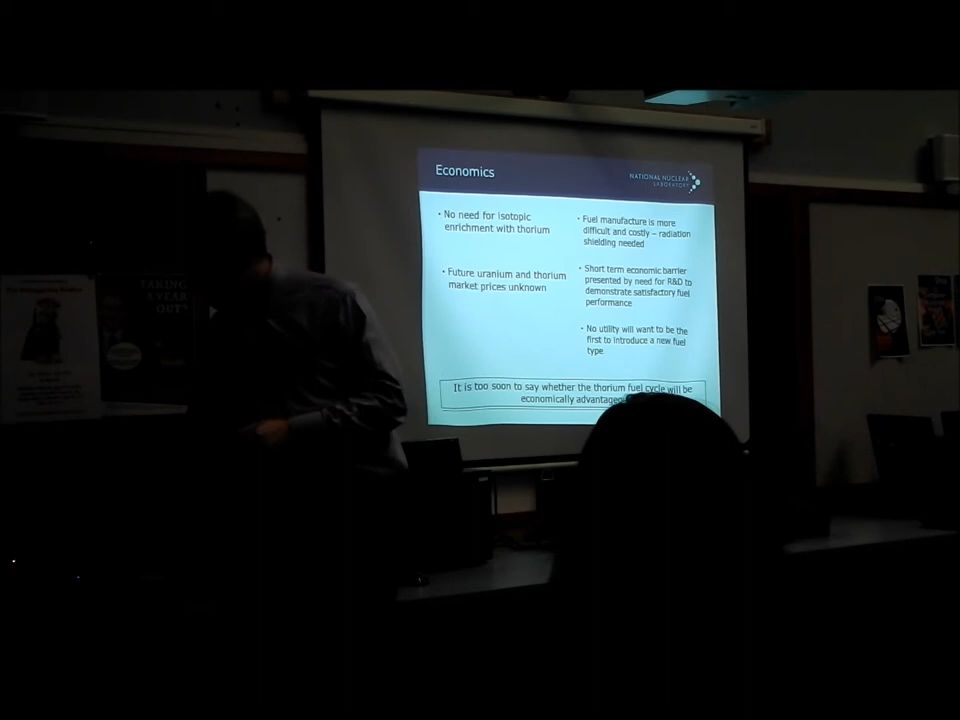 Economics
NATIONAL NUCLEAR
LABORATORY
• No need for isotopic
enrichment with thorium
• Future uranium and thorium
market prices unknown
• Fuel manufacture is more
difficult and costly – radiation
shielding needed
• Short term economic barrier
presented by need for R&D to
demonstrate satisfactory fuel
performance
• No utility will want to be the
first to introduce a new fuel
type
It is too soon to say whether the thorium fuel cycle will be
economically
TAKING
A YEAR
OUT?